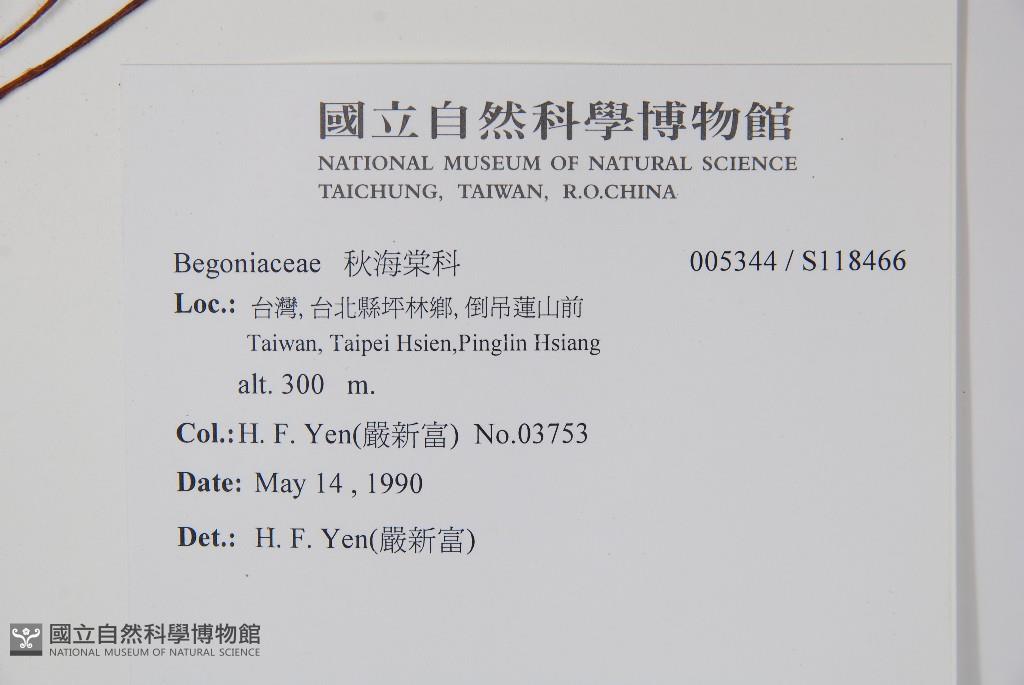 國立自然科學博物館
NATIONAL MUSEUM OF NATURAL SCIENCE
TAICHUNG, TAIWAN, R.O.CHINA
Begoniaceae 秋海棠科 005344 / S118466
Loc.: 台灣, 台北縣坪林鄉, 倒吊蓮山前
Taiwan, Taipei Hsien,Pinglin Hsiang
alt. 300 m.
Col.:H. F. Yen(嚴新富) No.03753
Date: May 14 , 1990
Det.: H. F. Yen(嚴新富)
國立自然科學博物館
NATIONAL MUSEUM OF NATURAL SCIENCE